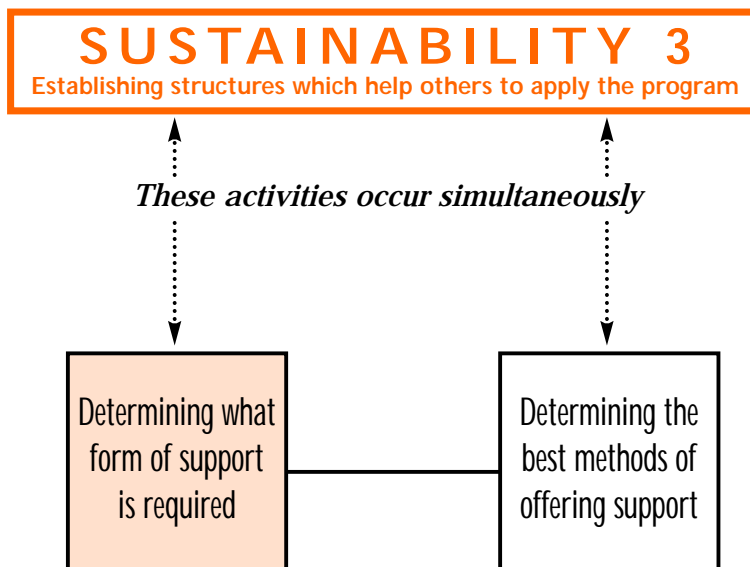 SUSTAINABILITY 3
Establishing structures which help others to apply the program
These activities occur simultaneously
Determining what
form of support
is required
Determining the
best methods of
offering support